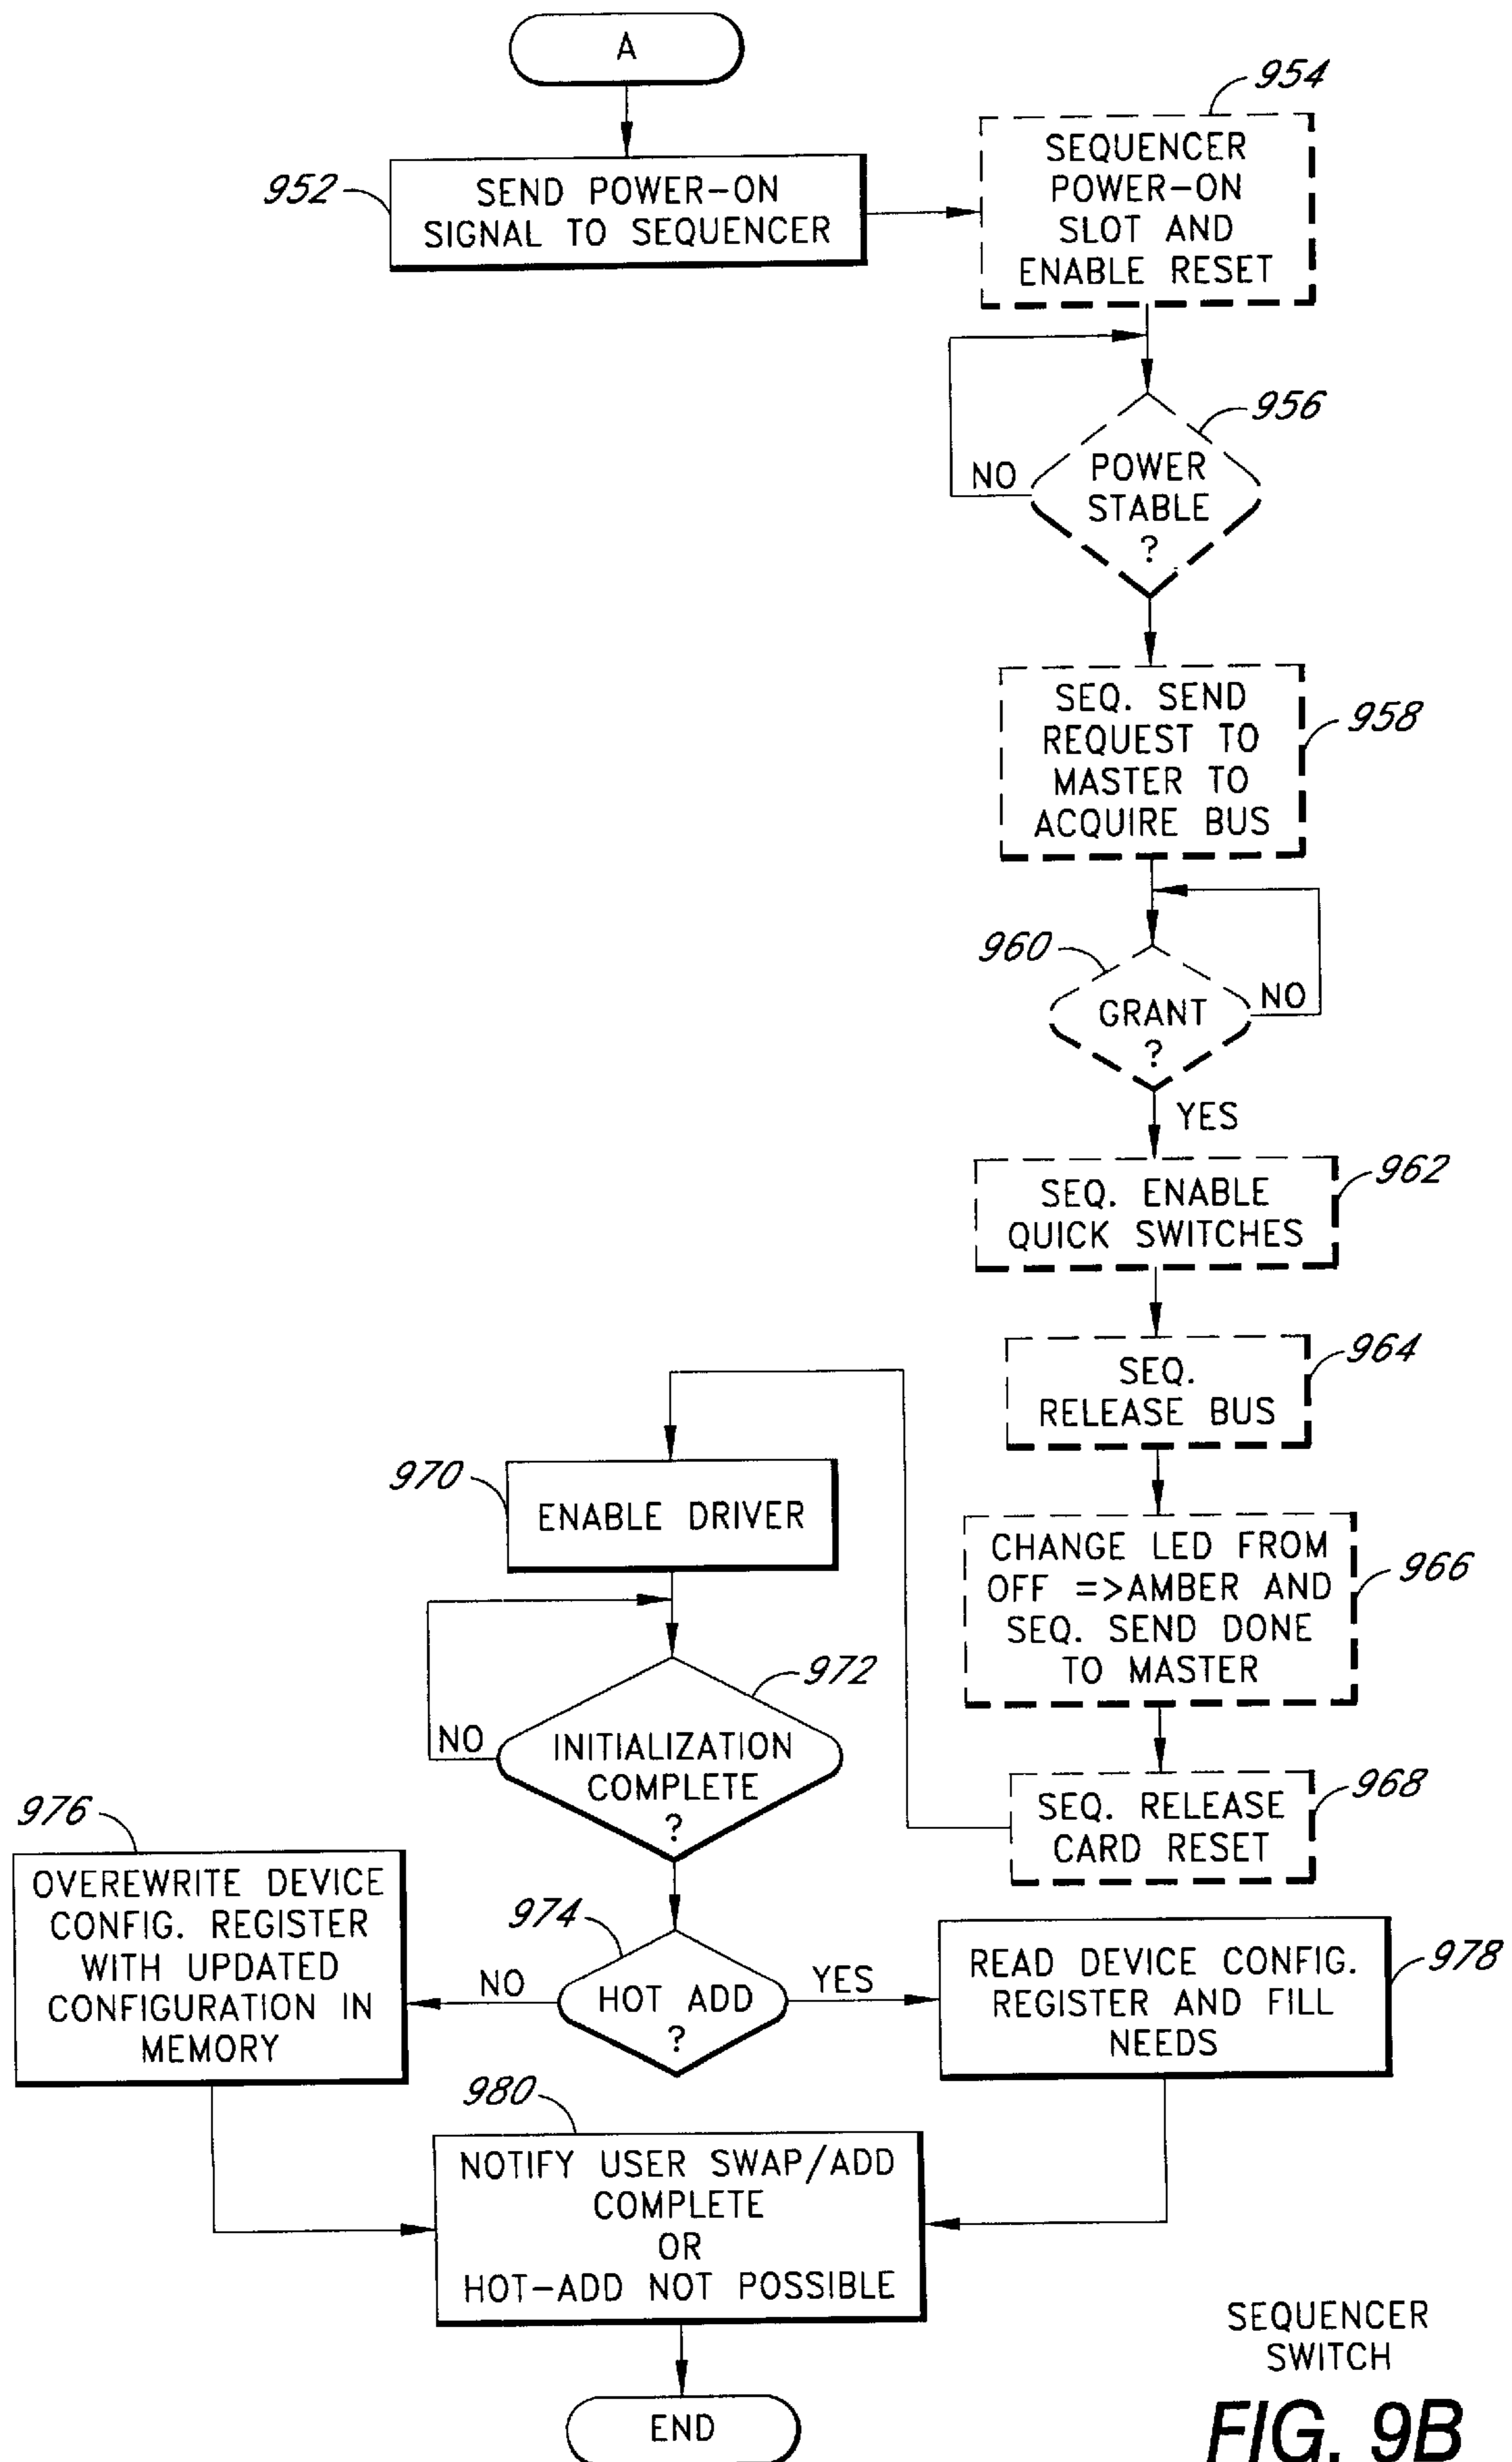 A
954
SEQUENCER
POWER-ON
SLOT AND
ENABLE RESET
952
SEND POWER-ON
SIGNAL TO SEQUENCER
956
POWER
STABLE
?
NO
SEQ. SEND
REQUEST TO
MASTER TO
ACQUIRE BUS
958
960
GRANT
?
NO
YES
SEQ. ENABLE
QUICK SWITCHES
962
SEQ.
RELEASE BUS
964
970
ENABLE DRIVER
CHANGE LED FROM
OFF =>AMBER AND
SEQ. SEND DONE
TO MASTER
966
972
NO
INITIALIZATION
COMPLETE
?
SEQ. RELEASE
CARD RESET
968
976
OVEREWRITE DEVICE
CONFIG. REGISTER
WITH UPDATED
CONFIGURATION IN
MEMORY
974
NO
HOT ADD
?
YES
READ DEVICE CONFIG.
REGISTER AND FILL
NEEDS
978
980
NOTIFY USER SWAP/ADD
COMPLETE
OR
HOT-ADD NOT POSSIBLE
END
SEQUENCER
SWITCH
FIG. 9B